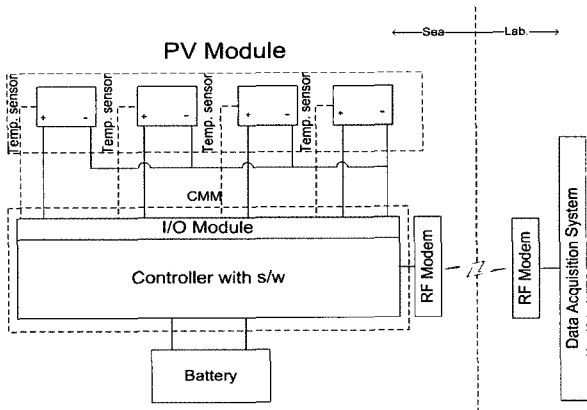 Sea
Lab.
PV Module
Temp. sensor
+ -
Temp. sensor
+ -
Temp. sensor
+ -
Temp. sensor
+ -
CMM
I/O Module
Controller with s/w
RF Modem
RF Modem
Data Acquisition System
Battery